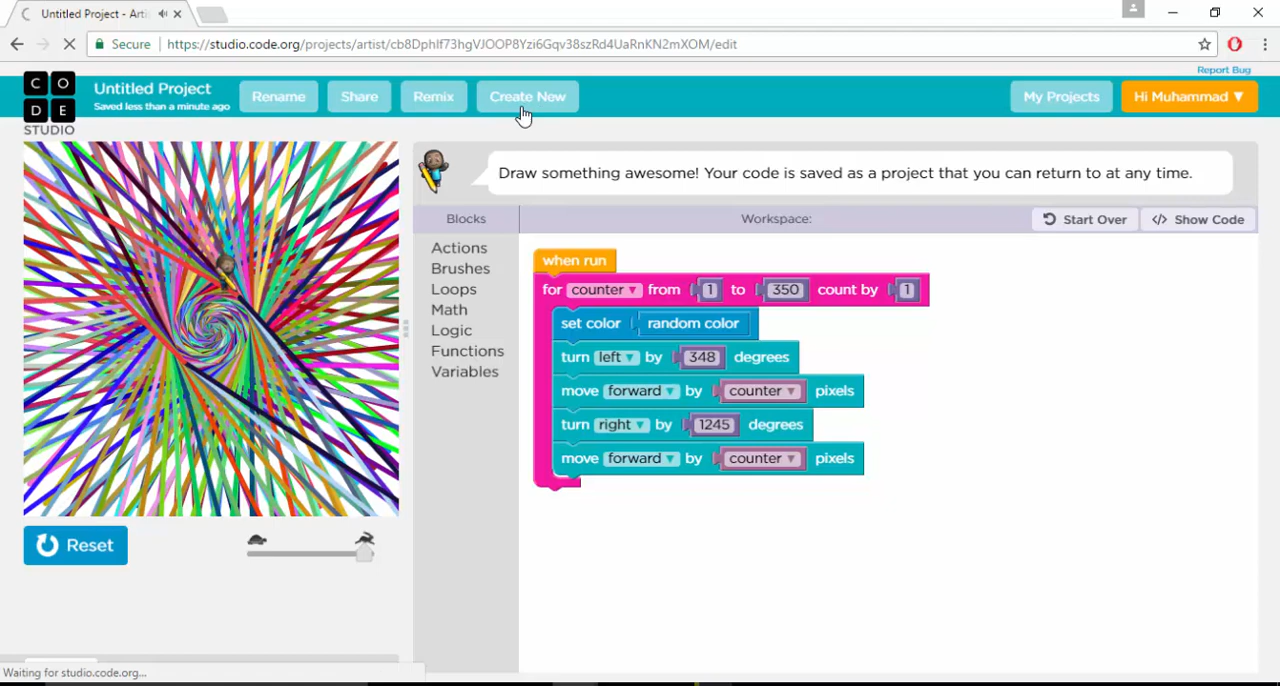 Untitled Project - Arti
Secure https://studio.code.org/projects/artist/cb8Dphlf73hgVJOOP8Yzi6Gqv38szRd4UaRnKN2mXOM/edit
Report Bug
C O
D E
STUDIO
Untitled Project
Saved less than a minute ago
Rename Share Remix Create New My Projects Hi Muhammad ▼
Draw something awesome! Your code is saved as a project that you can return to at any time.
Blocks Workspace: Start Over </> Show Code
Actions
Brushes
Loops
Math
Logic
Functions
Variables
when run
for counter from 1 to 350 count by 1
set color random color
turn left by 348 degrees
move forward by counter pixels
turn right by 1245 degrees
move forward by counter pixels
Reset
Waiting for studio.code.org...